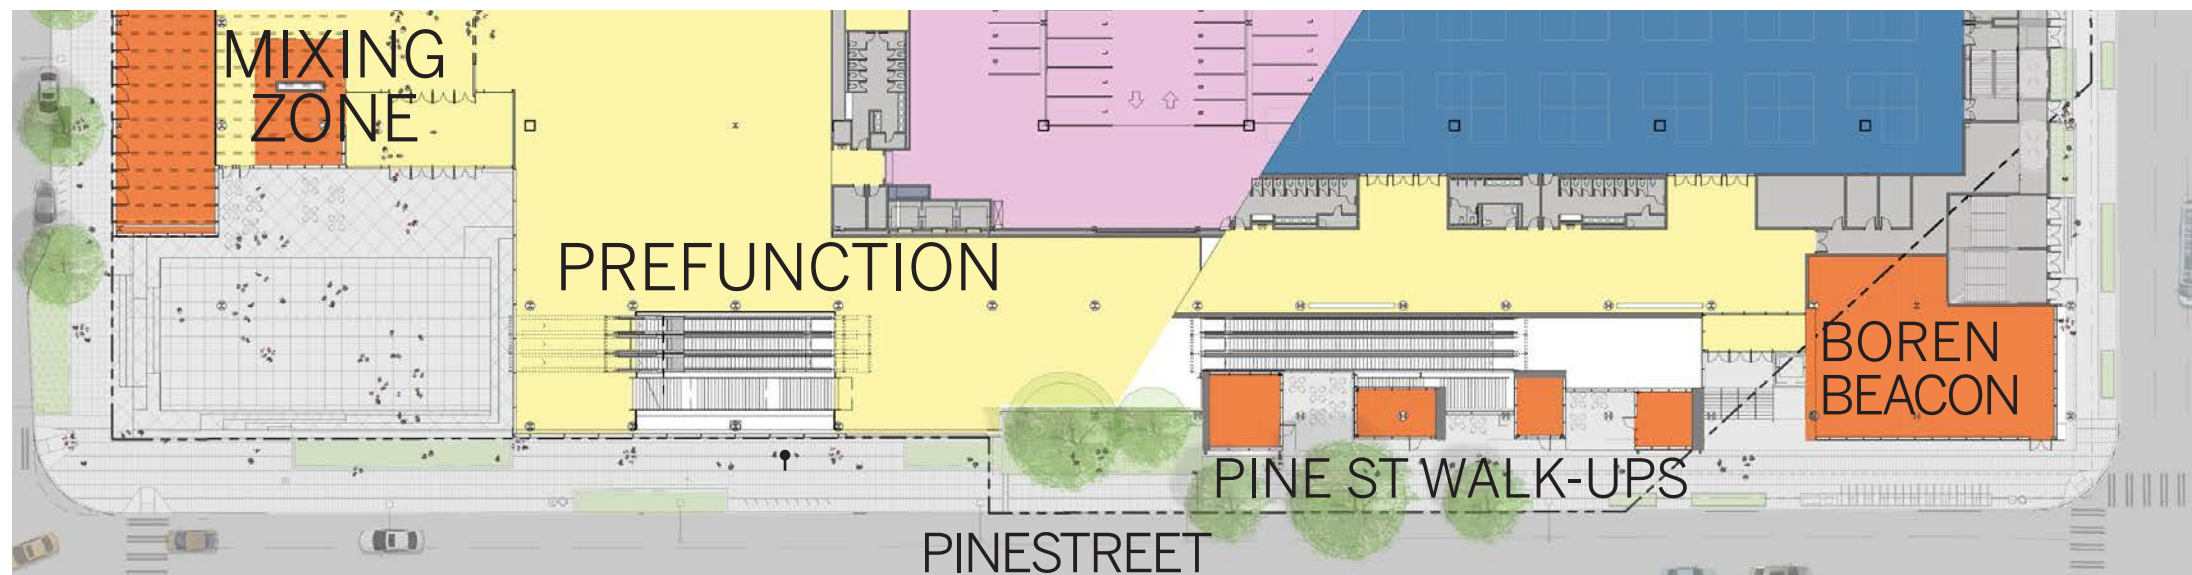 MIXING
ZONE
PREFUNCTION
BOREN
BEACON
PINE ST WALK-UPS
PINESTREET